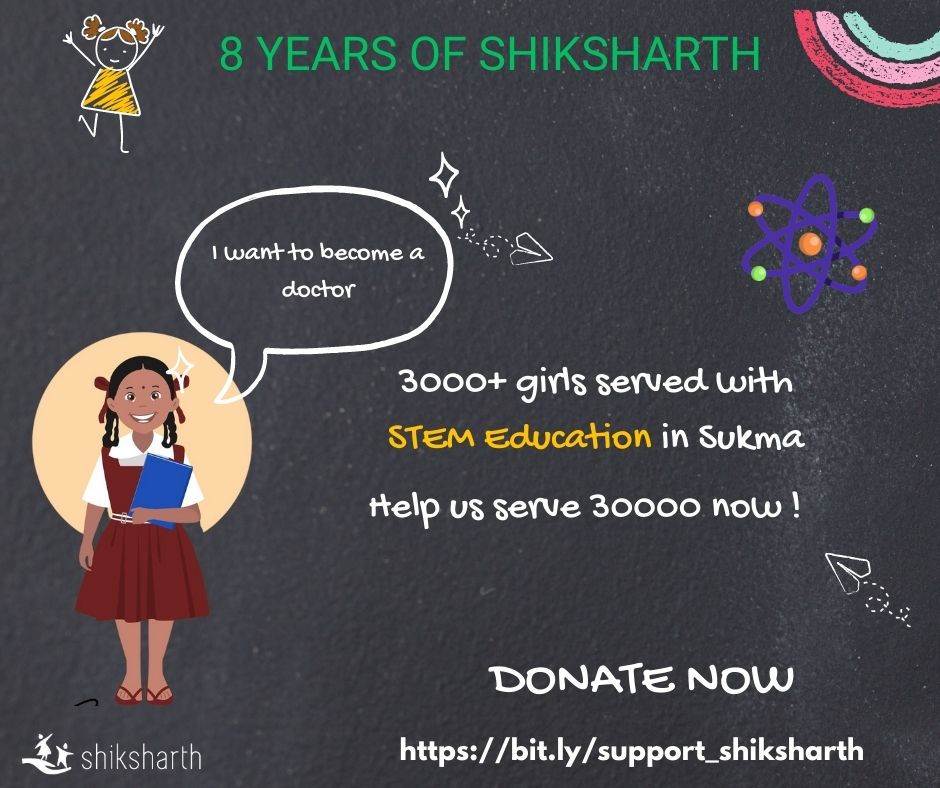 8 YEARS OF SHIKSHARTH
I want to become a
doctor
3000+ girls served with
STEM Education in Sukma
Help us serve 30000 now !
DONATE NOW
https://bit.ly/support_shiksharth
shiksharth